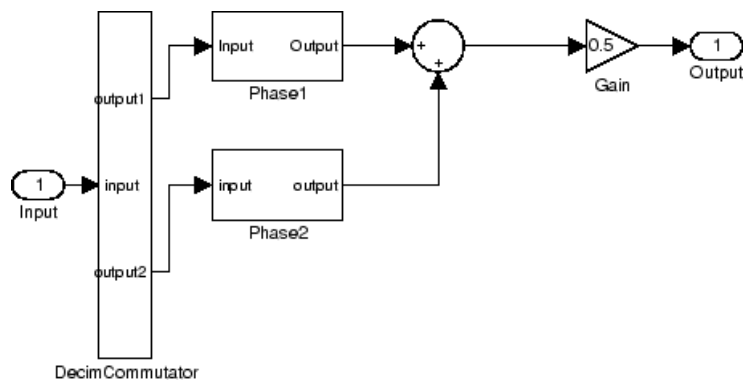 output1
input
output2
DecimCommutator
1
Input
Input
Output
Phase1
input
output
Phase2
+
+
0.5
Gain
1
Output